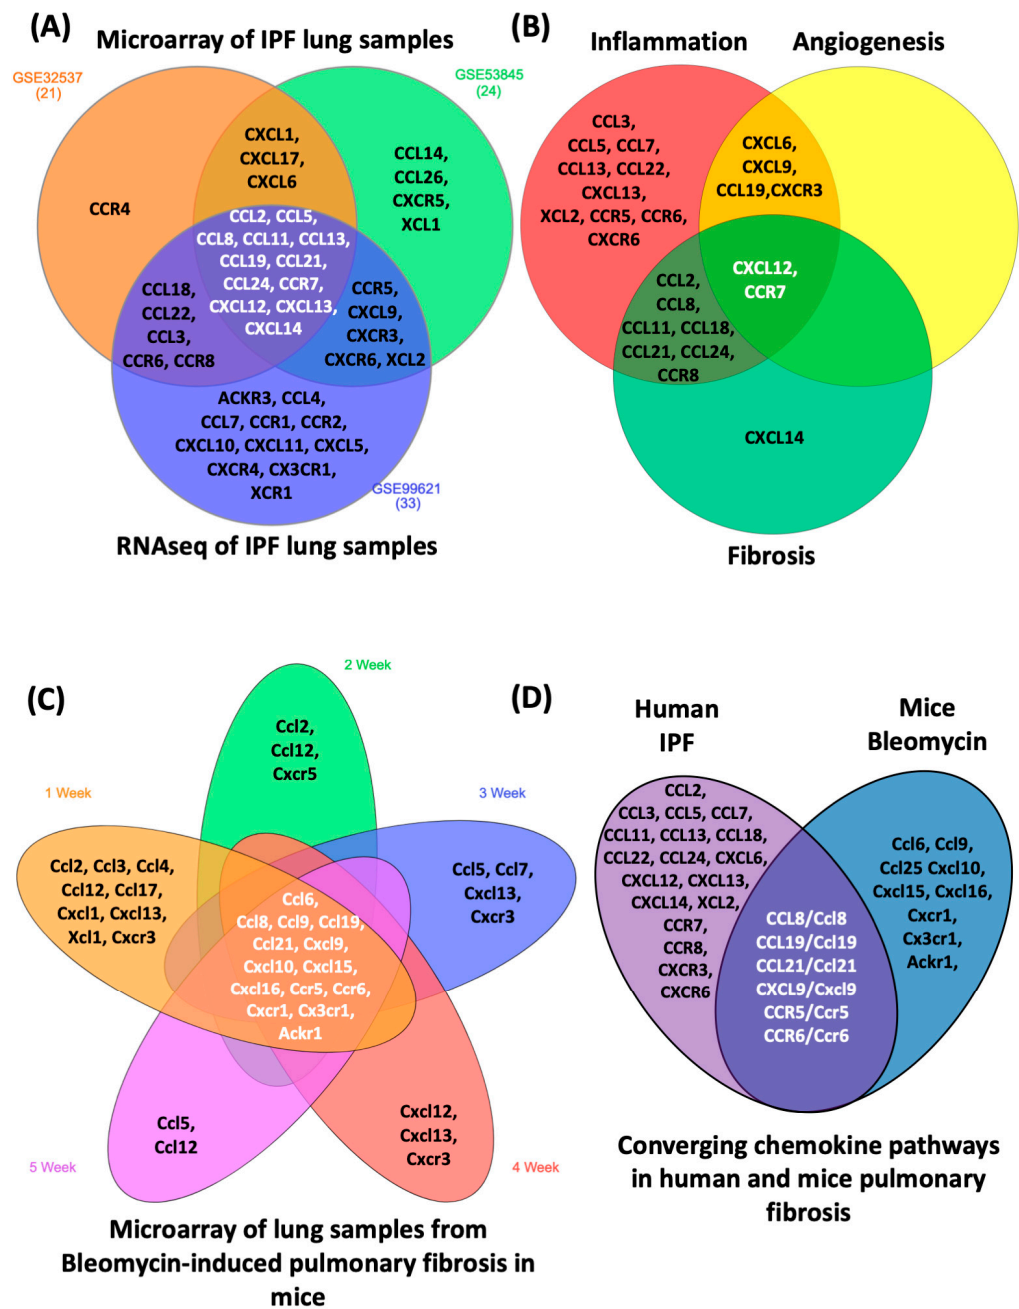 (A)
Microarray of IPF lung samples
GSE32537
(21)
GSE53845
(24)
CXCL1,
CXCL17,
CXCL6
CCL14,
CCL26,
CXCR5,
XCL1
CCR4
CCL2, CCL5,
CCL8, CCL11, CCL13,
CCL19, CCL21,
CCL24, CCR7,
CXCL12, CXCL13,
CXCL14
CCL18,
CCL22,
CCL3,
CCR6, CCR8
CCR5,
CXCL9,
CXCR3,
CXCR6, XCL2
ACKR3, CCL4,
CCL7, CCR1, CCR2,
CXCL10, CXCL11, CXCL5,
CXCR4, CX3CR1,
XCR1
GSE99621
(33)
RNAseq of IPF lung samples
(B)
Inflammation
Angiogenesis
CCL3,
CCL5, CCL7,
CCL13, CCL22,
CXCL13,
XCL2, CCR5, CCR6,
CXCR6
CXCL6,
CXCL9,
CCL19,CXCR3
CXCL12,
CCR7
CCL2,
CCL8,
CCL11, CCL18,
CCL21, CCL24,
CCR8
CXCL14
Fibrosis
(C)
2 Week
Ccl2,
Ccl12,
Cxcr5
1 Week
3 Week
Ccl2, Ccl3, Ccl4,
Ccl12, Ccl17,
Cxcl1, Cxcl13,
Xcl1, Cxcr3
Ccl5, Ccl7,
Cxcl13,
Cxcr3
Ccl6,
Ccl8, Ccl9, Ccl19,
Ccl21, Cxcl9,
Cxcl10, Cxcl15,
Cxcl16, Ccr5, Ccr6,
Cxcr1, Cx3cr1,
Ackr1
Ccl5,
Ccl12
Cxcl12,
Cxcl13,
Cxcr3
5 Week
4 Week
Microarray of lung samples from
Bleomycin-induced pulmonary fibrosis in
mice
(D)
Human
IPF
Mice
Bleomycin
CCL2,
CCL3, CCL5, CCL7,
CCL11, CCL13, CCL18,
CCL22, CCL24, CXCL6,
CXCL12, CXCL13,
CXCL14, XCL2,
CCR7,
CCR8,
CXCR3,
CXCR6
CCL8/Ccl8
CCL19/Ccl19
CCL21/Ccl21
CXCL9/Cxcl9
CCR5/Ccr5
CCR6/Ccr6
Ccl6, Ccl9,
Ccl25 Cxcl10,
Cxcl15, Cxcl16,
Cxcr1,
Cx3cr1,
Ackr1,
Converging chemokine pathways
in human and mice pulmonary
fibrosis